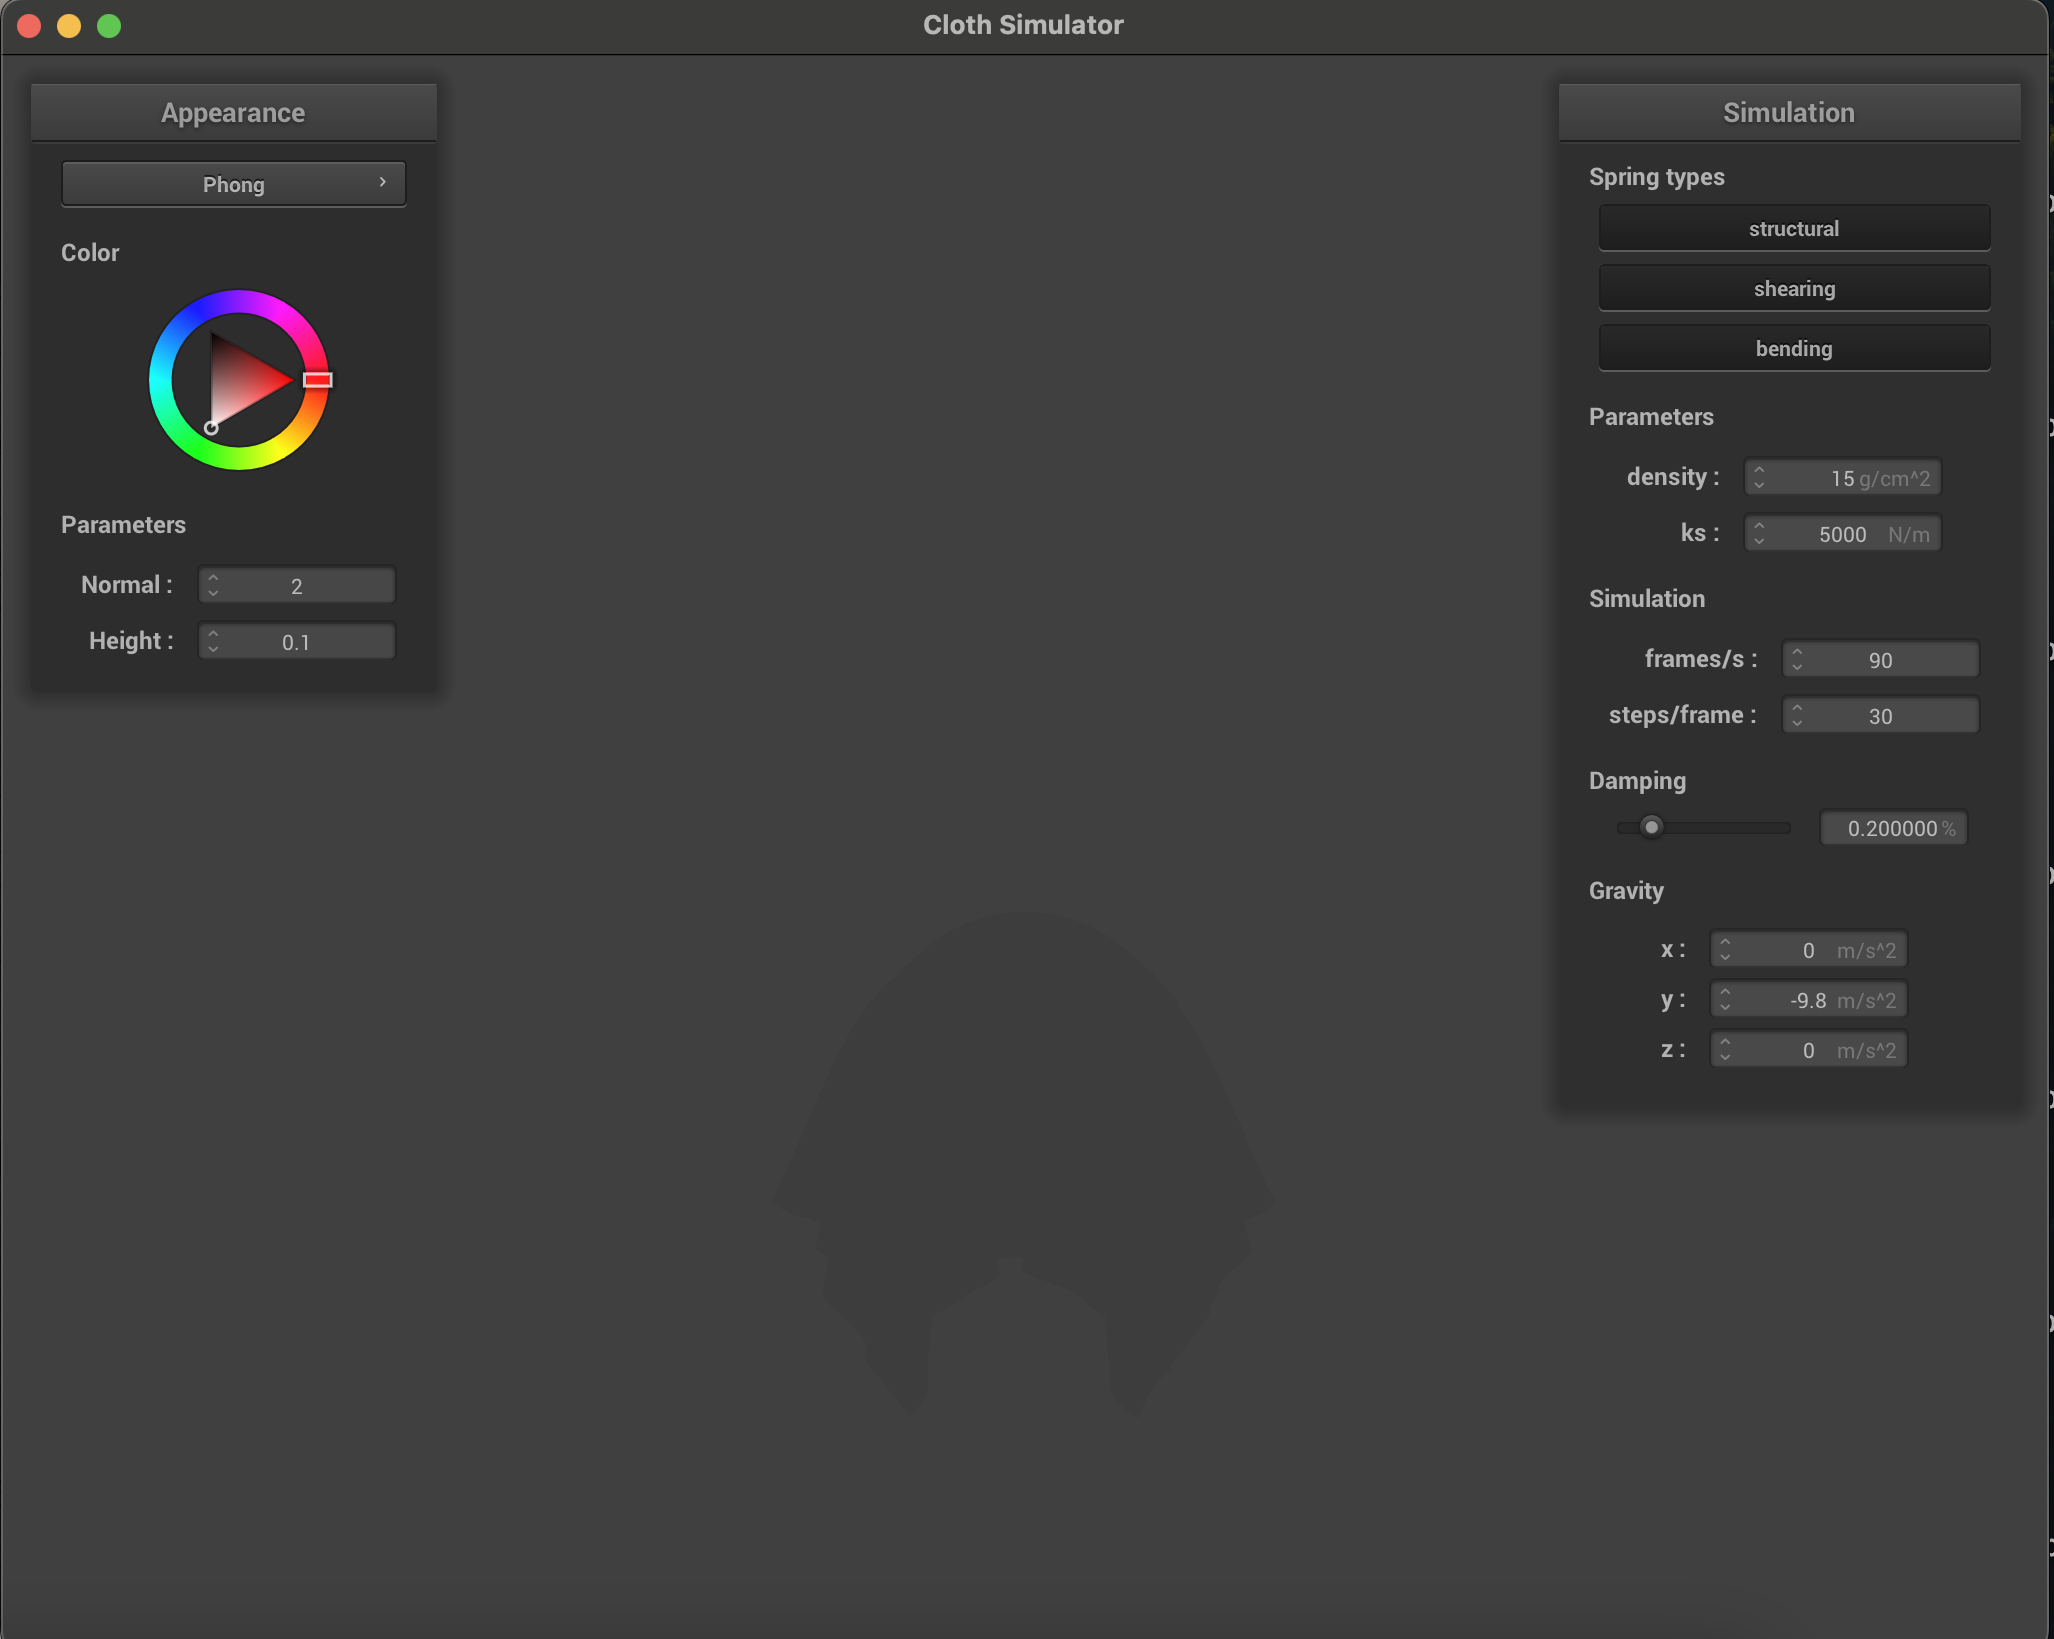 Cloth Simulator
Appearance
Phong
Color
Parameters
Normal : 2
Height : 0.1
Simulation
Spring types
structural
shearing
bending
Parameters
density : 15 g/cm^2
ks : 5000 N/m
Simulation
frames/s : 90
steps/frame : 30
Damping
0.200000 %
Gravity
x : 0 m/s^2
y : -9.8 m/s^2
z : 0 m/s^2